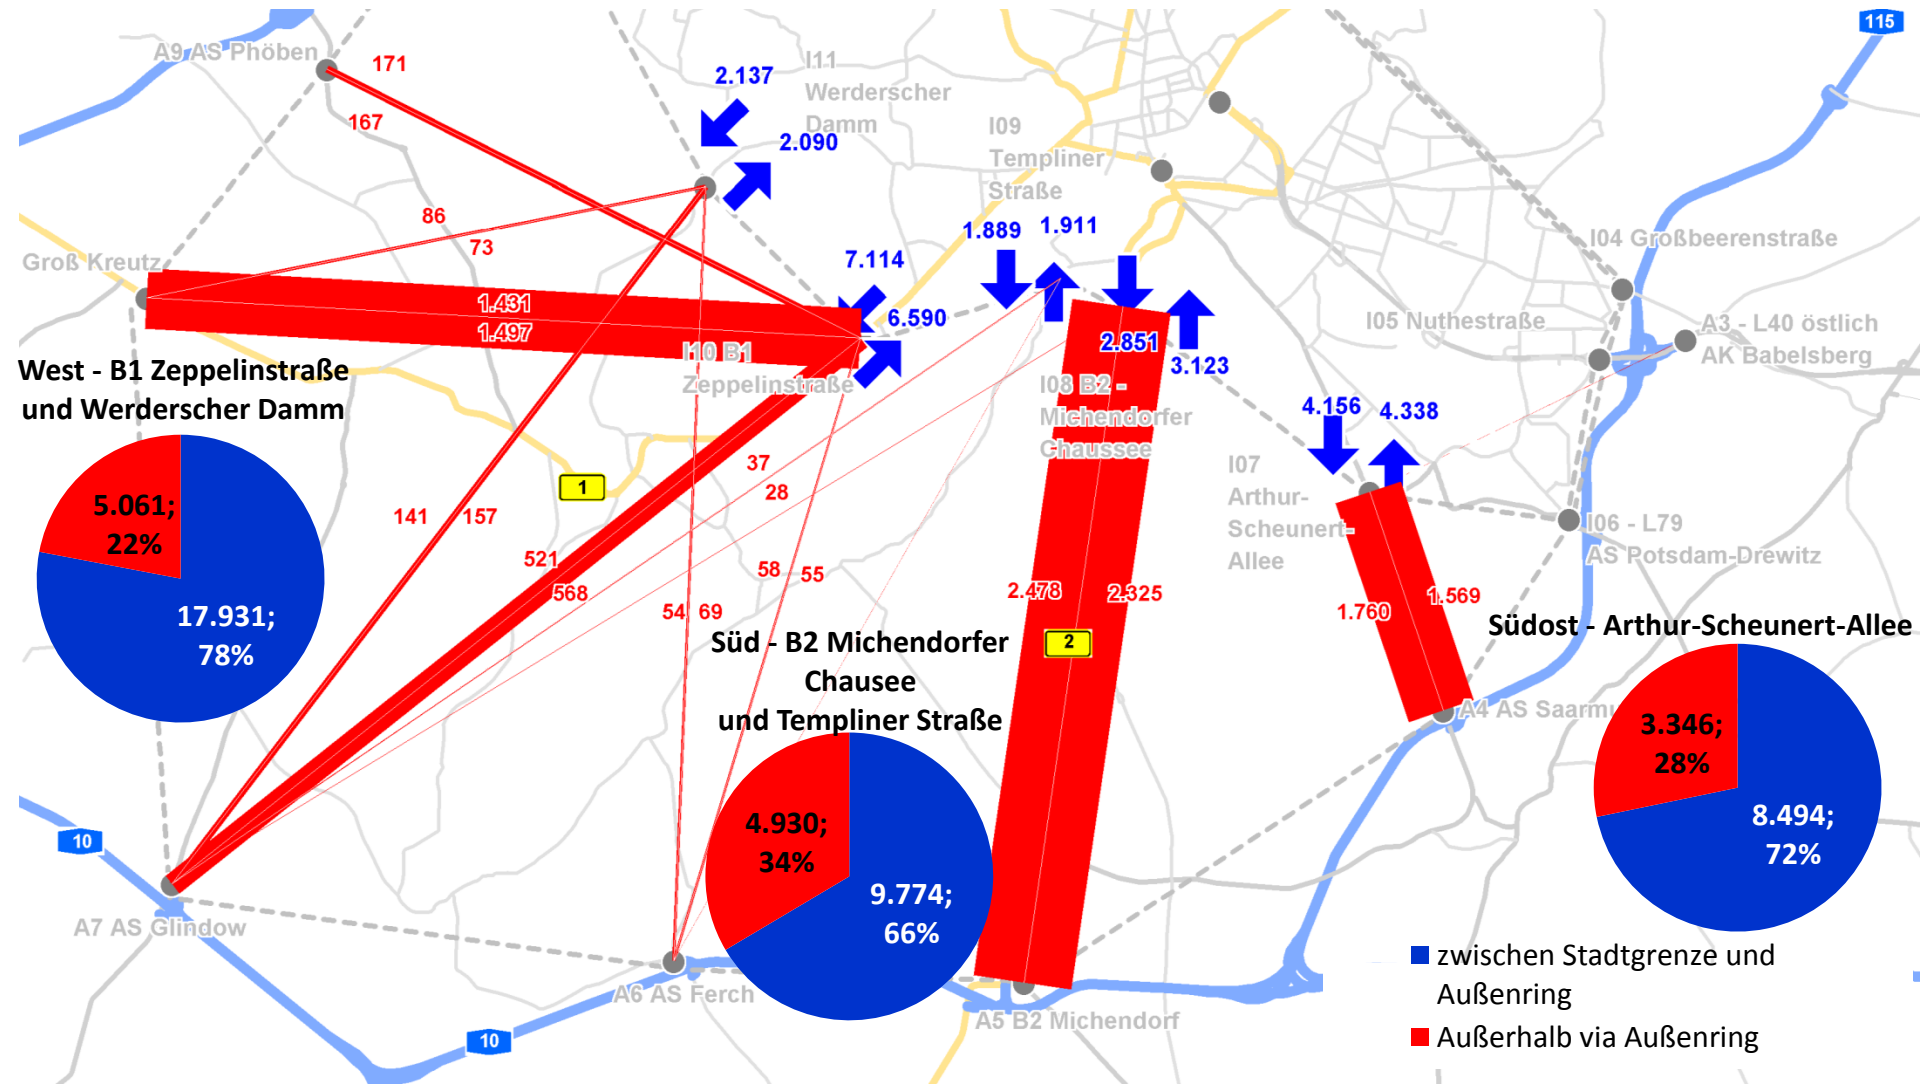 115
A9 AS Phöben
171
167
2.137
I11
Werderscher
Damm
2.090
I09
Templiner
Straße
86
73
1.889
1.911
I04 Großbeerenstraße
Groß Kreutz
7.114
6.590
1.431
1.497
I10 B1
Zeppelinstraße
2.851
3.123
I05 Nuthestraße
A3 - L40 östlich
AK Babelsberg
West - B1 Zeppelinstraße
und Werderscher Damm
I08 B2 -
Michendorfer
Chaussee
4.156
4.338
37
28
1
I07
Arthur-
Scheunert-
Allee
5.061;
22%
141
157
I06 - L79
AS Potsdam-Drewitz
521
568
58
55
17.931;
78%
54
69
2.478
2.325
1.760
1.569
Süd - B2 Michendorfer
Chausee
und Templiner Straße
2
Südost - Arthur-Scheunert-Allee
A4 AS Saarmu
3.346;
28%
4.930;
34%
8.494;
72%
10
9.774;
66%
A7 AS Glindow
A6 AS Ferch
A5 B2 Michendorf
10
zwischen Stadtgrenze und
Außenring
Außerhalb via Außenring